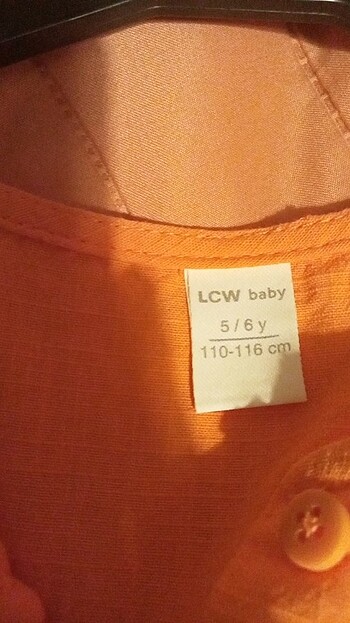 LCW baby
5 / 6 y
110-116 cm